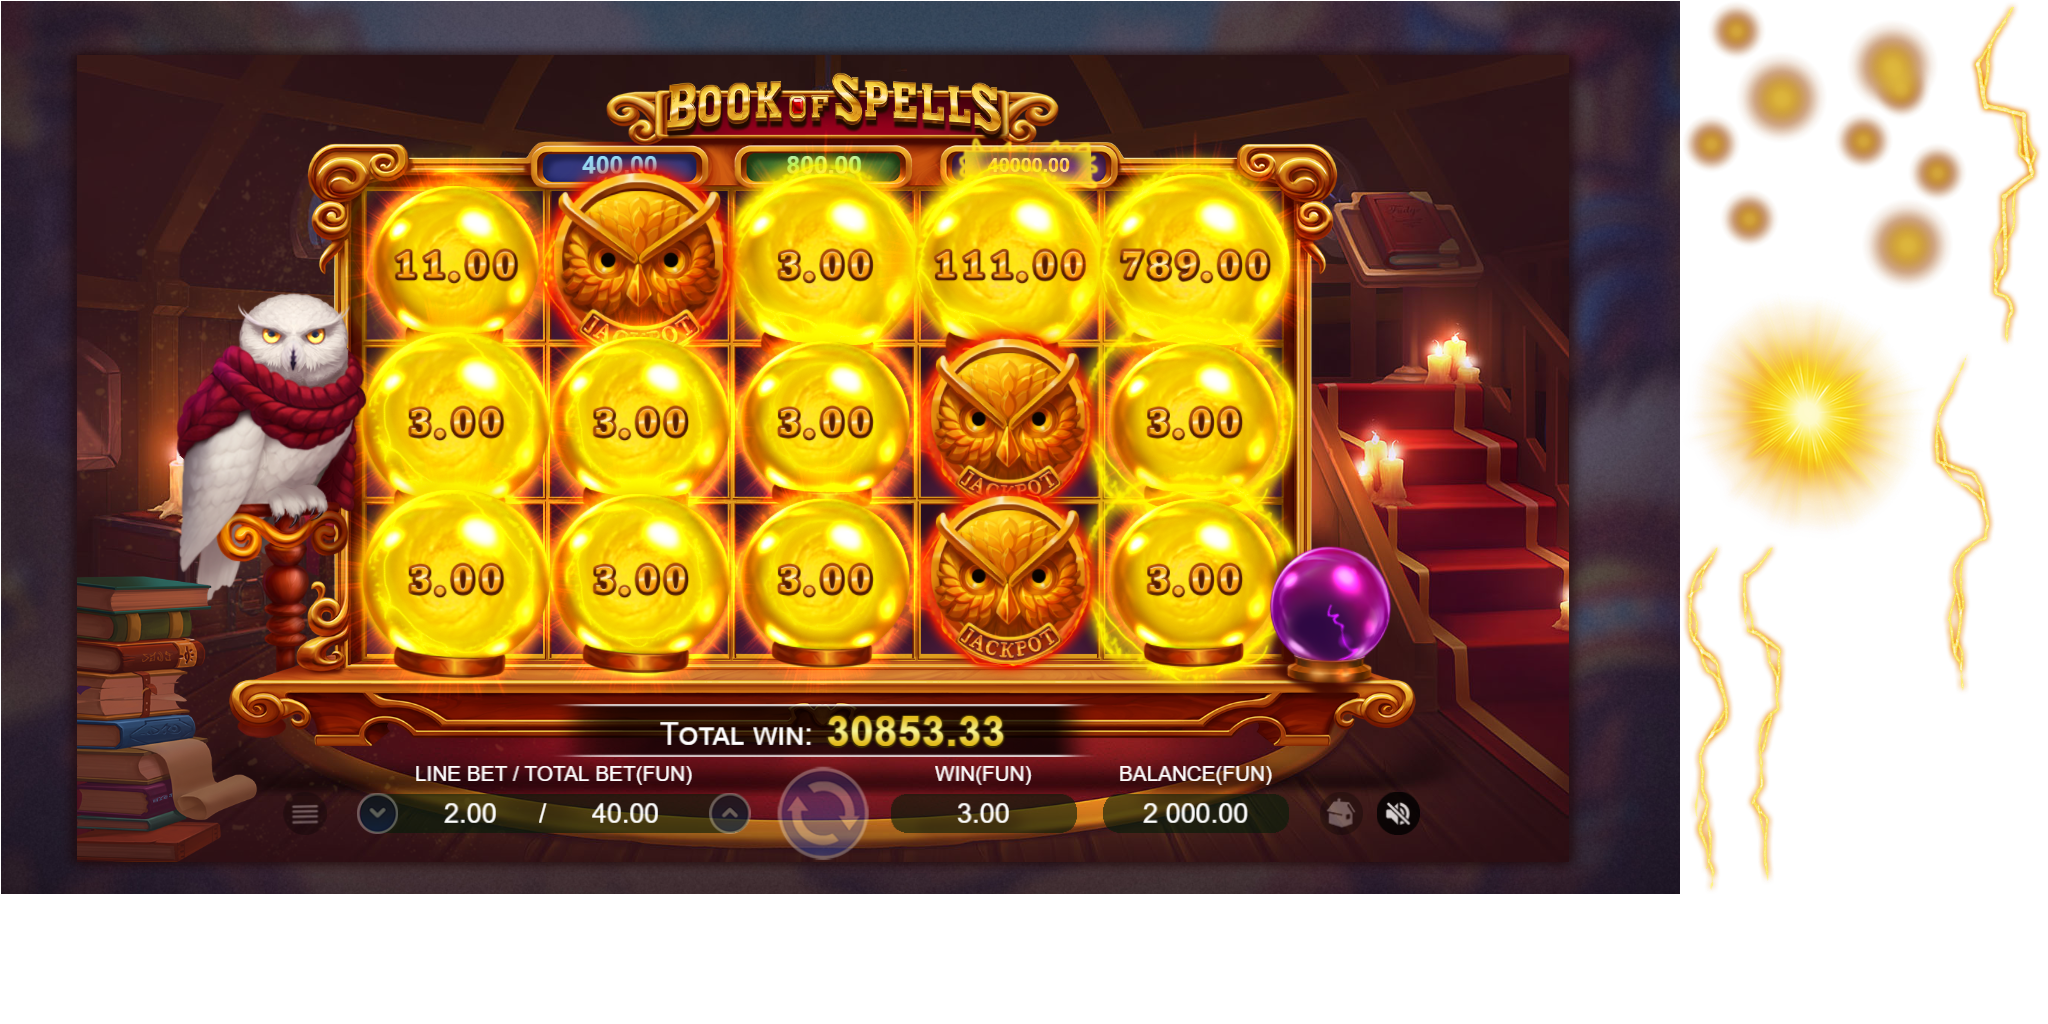 BOOK OF SPELLS
400.00 800.00 40000.00
11.00 3.00 111.00 789.00
JACKPOT
3.00 3.00 3.00 3.00
JACKPOT
3.00 3.00 3.00 3.00
JACKPOT
TOTAL WIN: 30853.33
LINE BET / TOTAL BET(FUN) WIN(FUN) BALANCE(FUN)
2.00 / 40.00 3.00 2 000.00